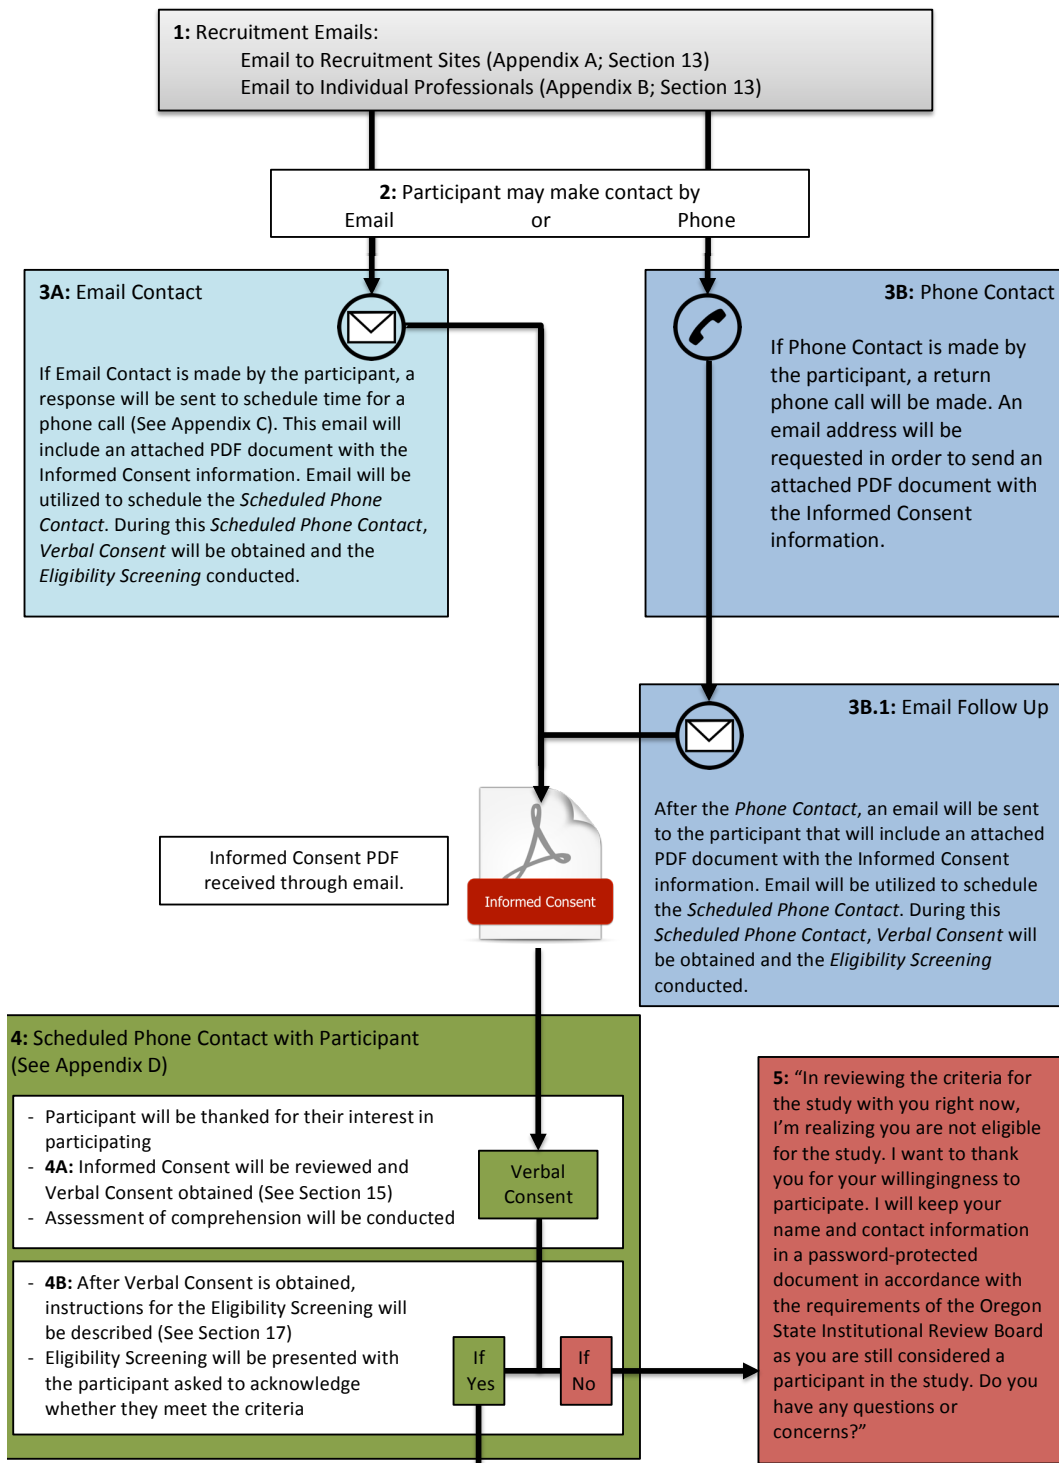 1: Recruitment Emails:
Email to Recruitment Sites (Appendix A; Section 13)
Email to Individual Professionals (Appendix B; Section 13)
2: Participant may make contact by
Email or Phone
3A: Email Contact
If Email Contact is made by the participant, a
response will be sent to schedule time for a
phone call (See Appendix C). This email will
include an attached PDF document with the
Informed Consent information. Email will be
utilized to schedule the Scheduled Phone
Contact. During this Scheduled Phone Contact,
Verbal Consent will be obtained and the
Eligibility Screening conducted.
3B: Phone Contact
If Phone Contact is made by
the participant, a return
phone call will be made. An
email address will be
requested in order to send an
attached PDF document with
the Informed Consent
information.
3B.1: Email Follow Up
After the Phone Contact, an email will be sent
to the participant that will include an attached
PDF document with the Informed Consent
information. Email will be utilized to schedule
the Scheduled Phone Contact. During this
Scheduled Phone Contact, Verbal Consent will
be obtained and the Eligibility Screening
conducted.
Informed Consent PDF
received through email.
Informed Consent
4: Scheduled Phone Contact with Participant
(See Appendix D)
- Participant will be thanked for their interest in
participating
- 4A: Informed Consent will be reviewed and
Verbal Consent obtained (See Section 15)
- Assessment of comprehension will be conducted
Verbal
Consent
- 4B: After Verbal Consent is obtained,
instructions for the Eligibility Screening will
be described (See Section 17)
- Eligibility Screening will be presented with
the participant asked to acknowledge
whether they meet the criteria
If
Yes
If
No
5: “In reviewing the criteria for
the study with you right now,
I’m realizing you are not eligible
for the study. I want to thank
you for your willingingness to
participate. I will keep your
name and contact information
in a password-protected
document in accordance with
the requirements of the Oregon
State Institutional Review Board
as you are still considered a
participant in the study. Do you
have any questions or
concerns?”